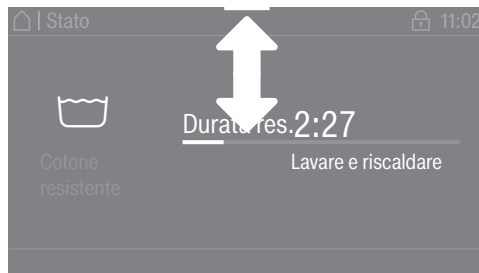 | Stato 11:02
Durata res. 2:27
Lavare e riscaldare
Cotone
resistente